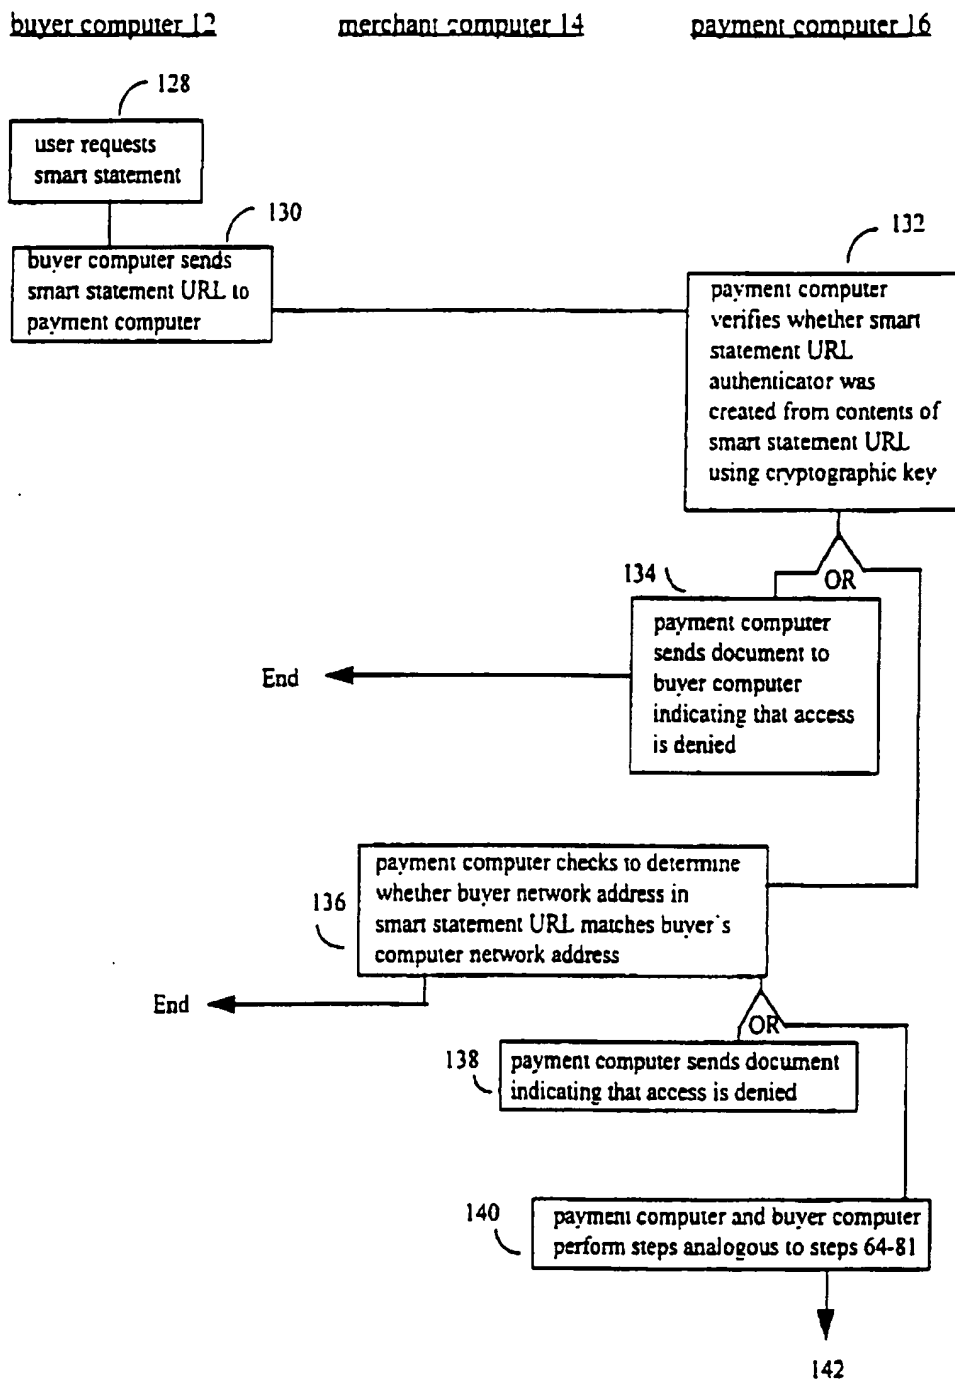 buyer computer 12
merchant computer 14
payment computer 16
128
user requests
smart statement
130
buyer computer sends
smart statement URL to
payment computer
132
payment computer
verifies whether smart
statement URL
authenticator was
created from contents of
smart statement URL
using cryptographic key
OR
134
payment computer
sends document to
buyer computer
indicating that access
is denied
End
136
payment computer checks to determine
whether buyer network address in
smart statement URL matches buyer's
computer network address
End
OR
138
payment computer sends document
indicating that access is denied
140
payment computer and buyer computer
perform steps analogous to steps 64-81
142